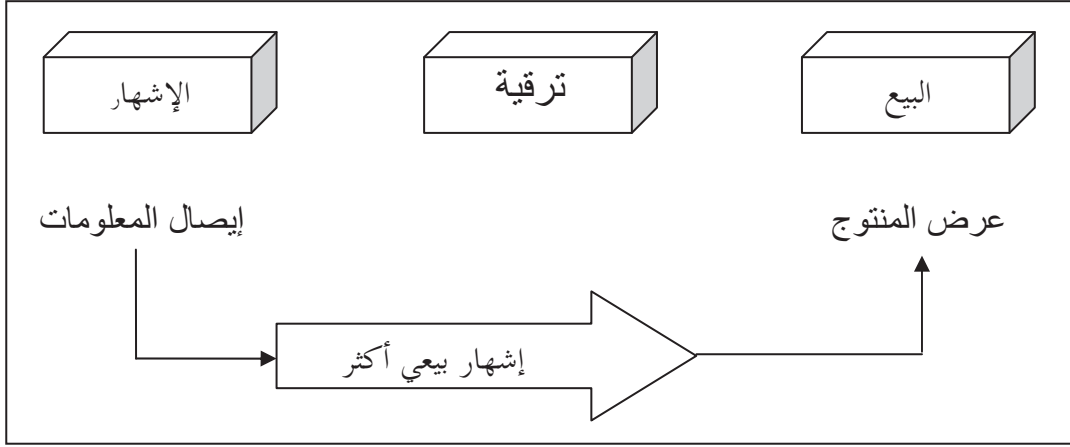 البيع
ترقية
الإشهار
عرض المنتوج
إيصال المعلومات
إشهار بيعي أكثر